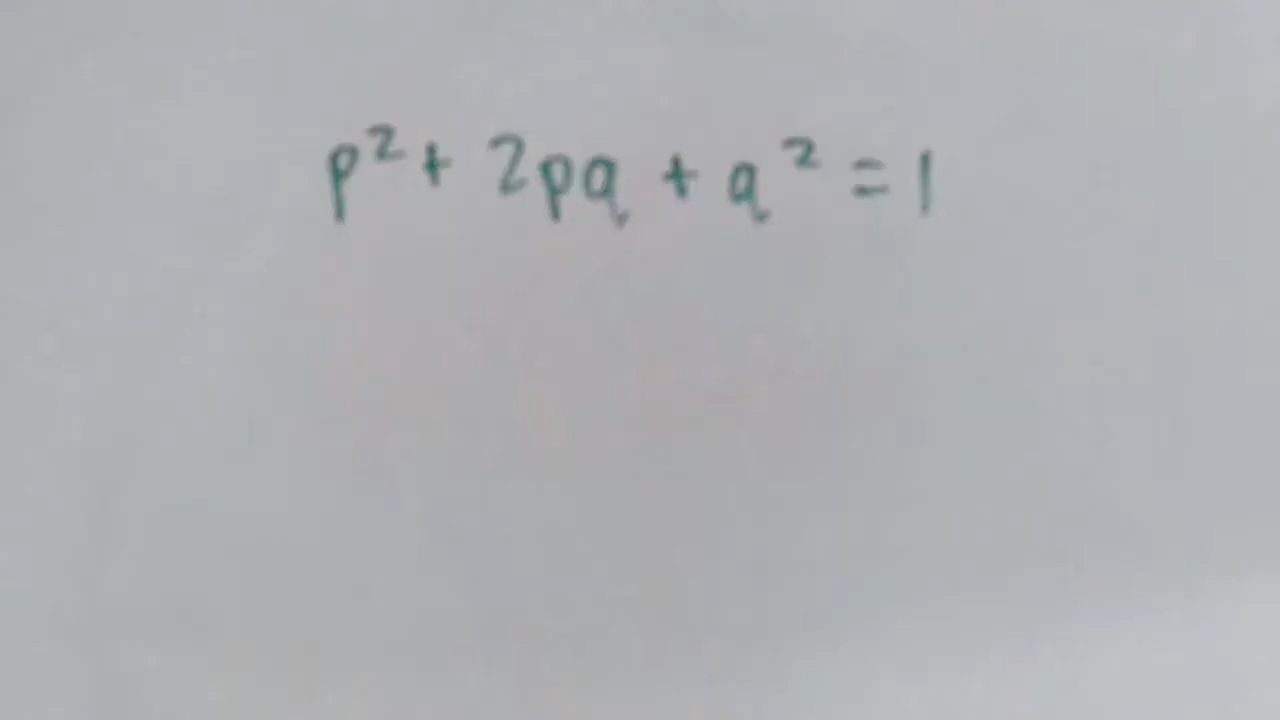 p² + 2pq + q² = 1